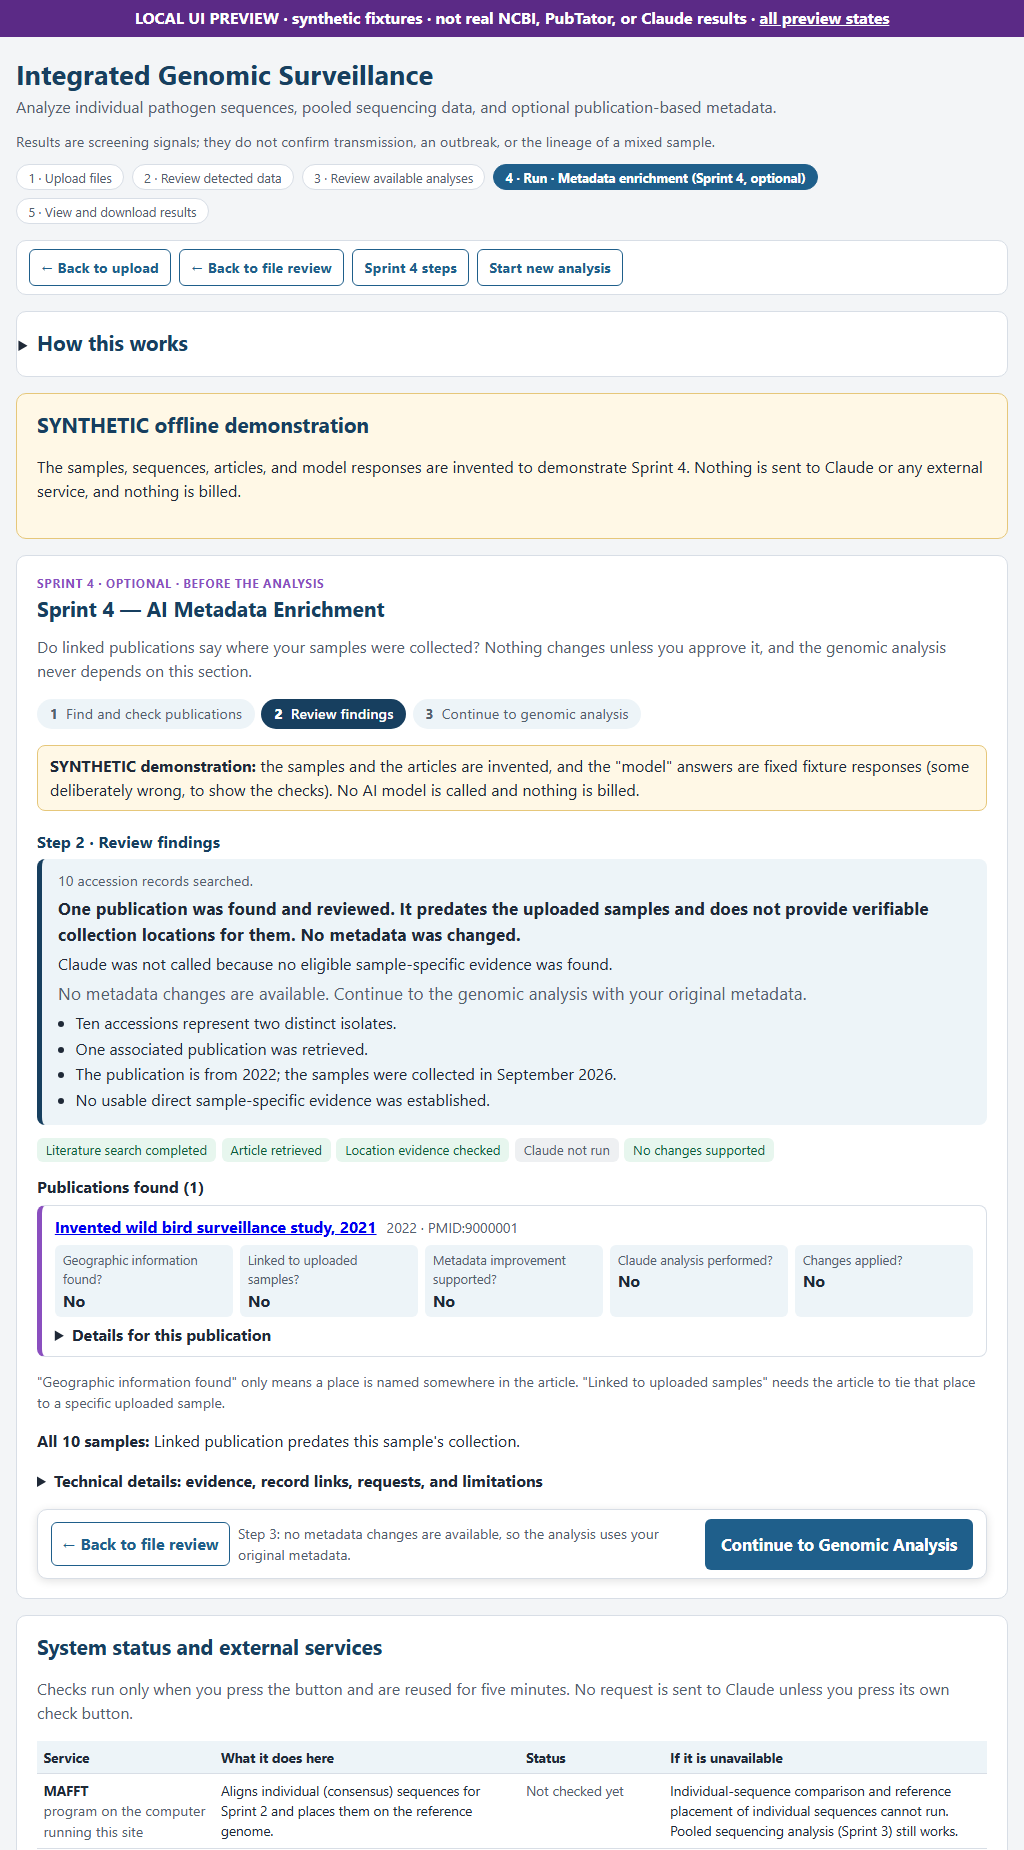 LOCAL UI PREVIEW · synthetic fixtures · not real NCBI, PubTator, or Claude results · all preview states
Integrated Genomic Surveillance
Analyze individual pathogen sequences, pooled sequencing data, and optional publication-based metadata.
Results are screening signals; they do not confirm transmission, an outbreak, or the lineage of a mixed sample.
1 · Upload files
2 · Review detected data
3 · Review available analyses
4 · Run · Metadata enrichment (Sprint 4, optional)
5 · View and download results
← Back to upload
← Back to file review
Sprint 4 steps
Start new analysis
▶ How this works
SYNTHETIC offline demonstration
The samples, sequences, articles, and model responses are invented to demonstrate Sprint 4. Nothing is sent to Claude or any external
service, and nothing is billed.
SPRINT 4 · OPTIONAL · BEFORE THE ANALYSIS
Sprint 4 — AI Metadata Enrichment
Do linked publications say where your samples were collected? Nothing changes unless you approve it, and the genomic analysis
never depends on this section.
1 Find and check publications
2 Review findings
3 Continue to genomic analysis
SYNTHETIC demonstration: the samples and the articles are invented, and the "model" answers are fixed fixture responses (some
deliberately wrong, to show the checks). No AI model is called and nothing is billed.
Step 2 · Review findings
10 accession records searched.
One publication was found and reviewed. It predates the uploaded samples and does not provide verifiable
collection locations for them. No metadata was changed.
Claude was not called because no eligible sample-specific evidence was found.
No metadata changes are available. Continue to the genomic analysis with your original metadata.
• Ten accessions represent two distinct isolates.
• One associated publication was retrieved.
• The publication is from 2022; the samples were collected in September 2026.
• No usable direct sample-specific evidence was established.
Literature search completed
Article retrieved
Location evidence checked
Claude not run
No changes supported
Publications found (1)
Invented wild bird surveillance study, 2021 2022 · PMID:9000001
Geographic information
found?
No
Linked to uploaded
samples?
No
Metadata improvement
supported?
No
Claude analysis performed?
No
Changes applied?
No
▶ Details for this publication
"Geographic information found" only means a place is named somewhere in the article. "Linked to uploaded samples" needs the article to tie that place
to a specific uploaded sample.
All 10 samples: Linked publication predates this sample's collection.
▶ Technical details: evidence, record links, requests, and limitations
← Back to file review
Step 3: no metadata changes are available, so the analysis uses your
original metadata.
Continue to Genomic Analysis
System status and external services
Checks run only when you press the button and are reused for five minutes. No request is sent to Claude unless you press its own
check button.
Service
What it does here
Status
If it is unavailable
MAFFT
program on the computer
running this site
Aligns individual (consensus) sequences for
Sprint 2 and places them on the reference
genome.
Not checked yet
Individual-sequence comparison and reference
placement of individual sequences cannot run.
Pooled sequencing analysis (Sprint 3) still works.